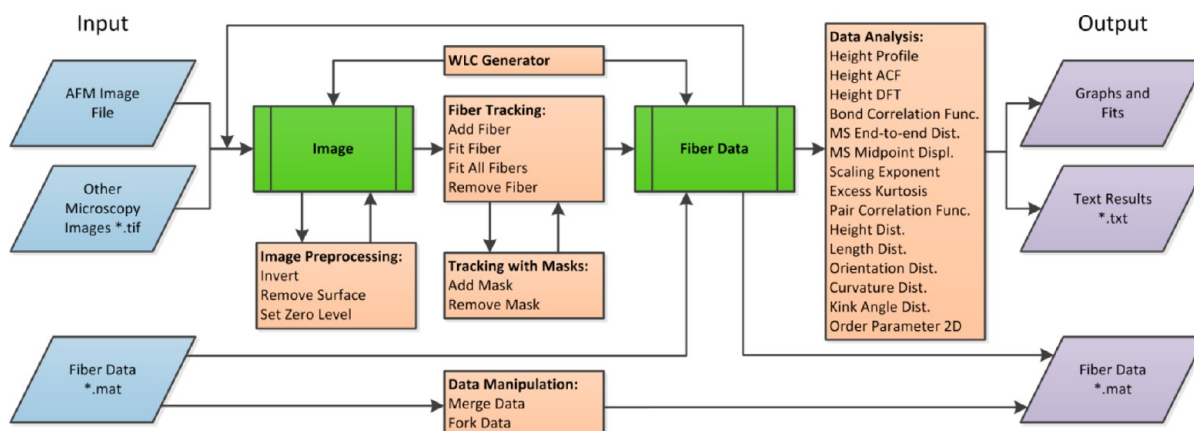 Input
Output
AFM Image
File
Other
Microscopy
Images *.tif
Fiber Data
*.mat
WLC Generator
Image
Fiber Tracking:
Add Fiber
Fit Fiber
Fit All Fibers
Remove Fiber
Fiber Data
Image Preprocessing:
Invert
Remove Surface
Set Zero Level
Tracking with Masks:
Add Mask
Remove Mask
Data Manipulation:
Merge Data
Fork Data
Data Analysis:
Height Profile
Height ACF
Height DFT
Bond Correlation Func.
MS End-to-end Dist.
MS Midpoint Displ.
Scaling Exponent
Excess Kurtosis
Pair Correlation Func.
Height Dist.
Length Dist.
Orientation Dist.
Curvature Dist.
Kink Angle Dist.
Order Parameter 2D
Graphs and
Fits
Text Results
*.txt
Fiber Data
*.mat